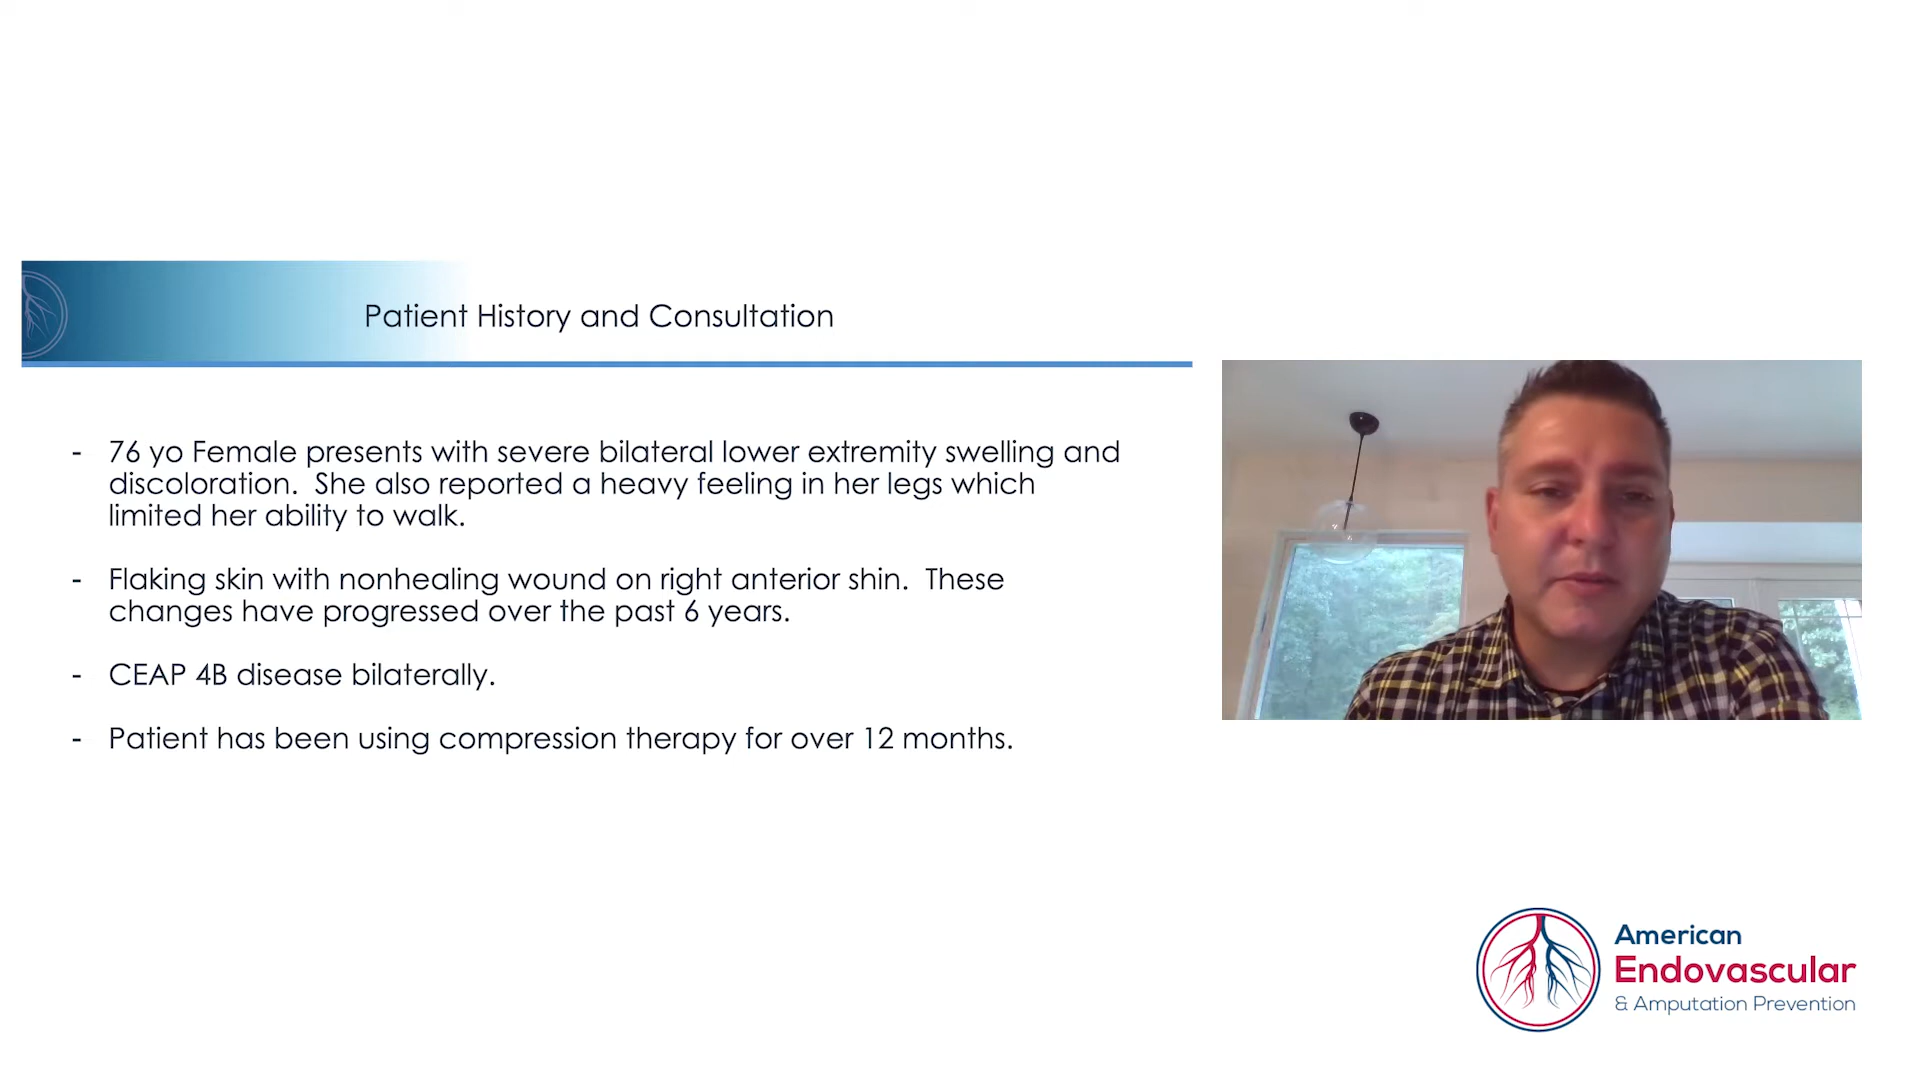 Patient History and Consultation
- 76 yo Female presents with severe bilateral lower extremity swelling and
discoloration.  She also reported a heavy feeling in her legs which
limited her ability to walk.
- Flaking skin with nonhealing wound on right anterior shin.  These
changes have progressed over the past 6 years.
- CEAP 4B disease bilaterally.
- Patient has been using compression therapy for over 12 months.
American
Endovascular
& Amputation Prevention